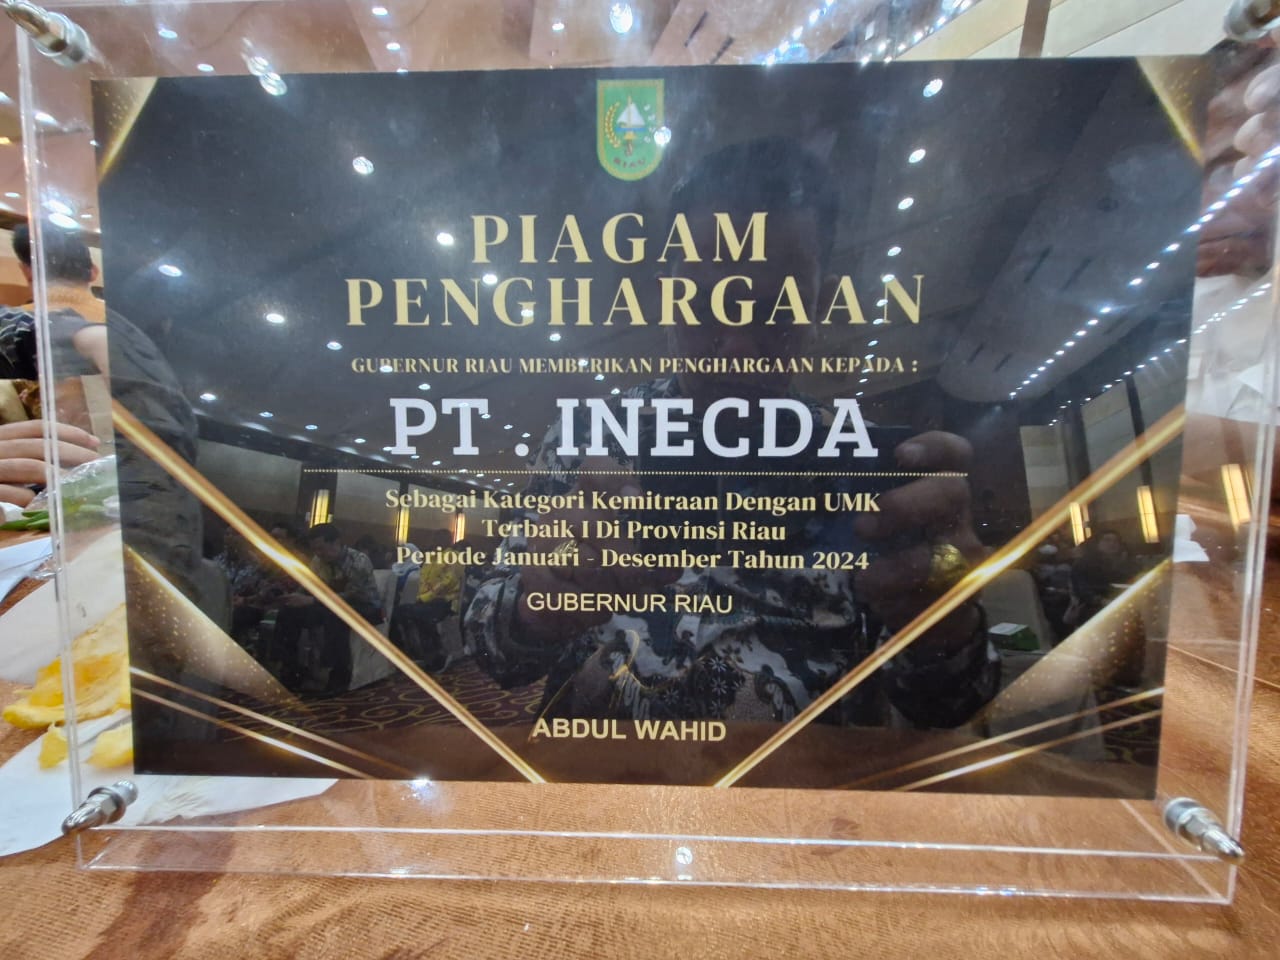 RIAU
PIAGAM
PENGHARGAAN
GUBERNUR RIAU MEMBERIKAN PENGHARGAAN KEPADA :
PT . INECDA
Sebagai Kategori Kemitraan Dengan UMK
Terbaik I Di Provinsi Riau
Periode Januari - Desember Tahun 2024
GUBERNUR RIAU
ABDUL WAHID